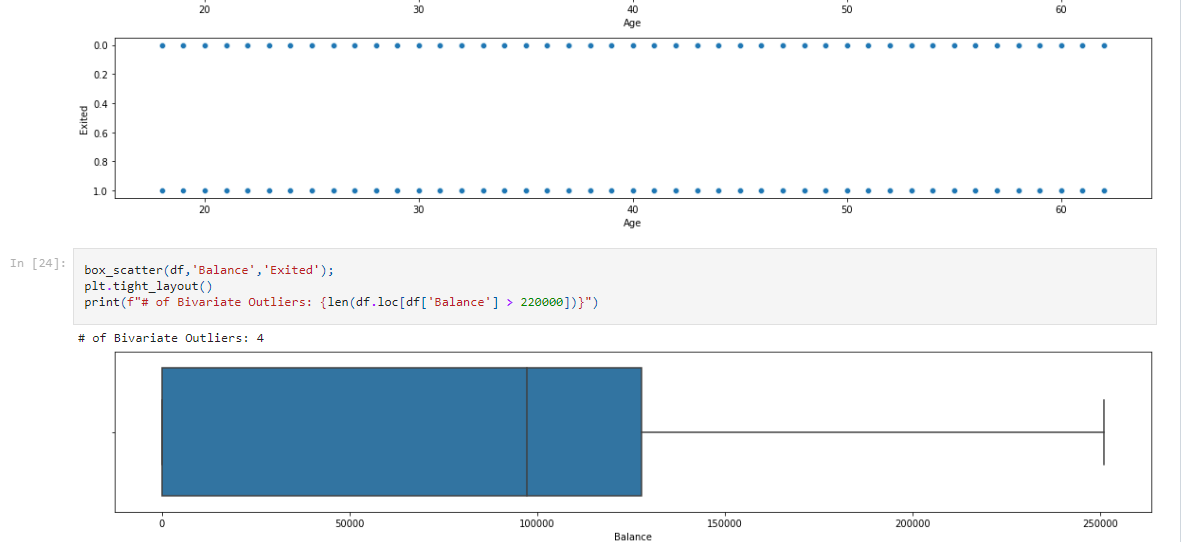 20 30 40 50 60
Age
0.0
0.2
0.4
0.6
0.8
1.0
Exited
20 30 40 50 60
Age
In [24]:
box_scatter(df,'Balance','Exited');
plt.tight_layout()
print(f"# of Bivariate Outliers: {len(df.loc[df['Balance'] > 220000])}")
# of Bivariate Outliers: 4
0 50000 100000 150000 200000 250000
Balance